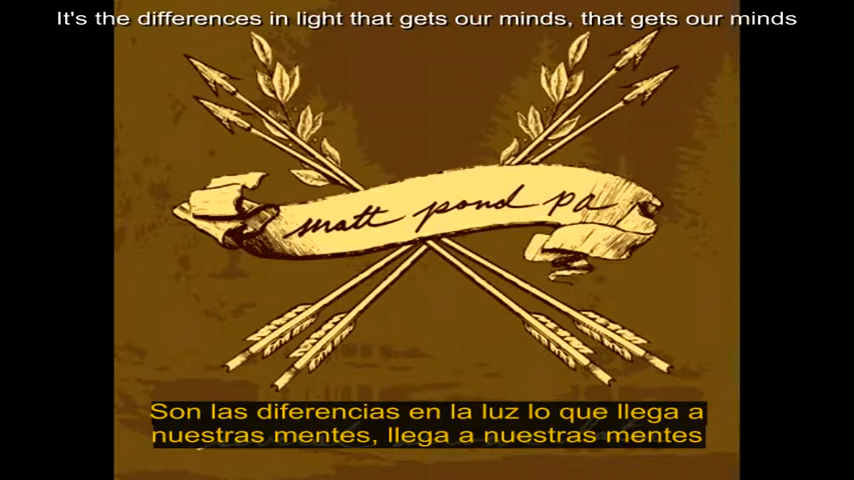 It's the differences in light that gets our minds, that gets our minds
matt pond pa
Son las diferencias en la luz lo que llega a
nuestras mentes, llega a nuestras mentes